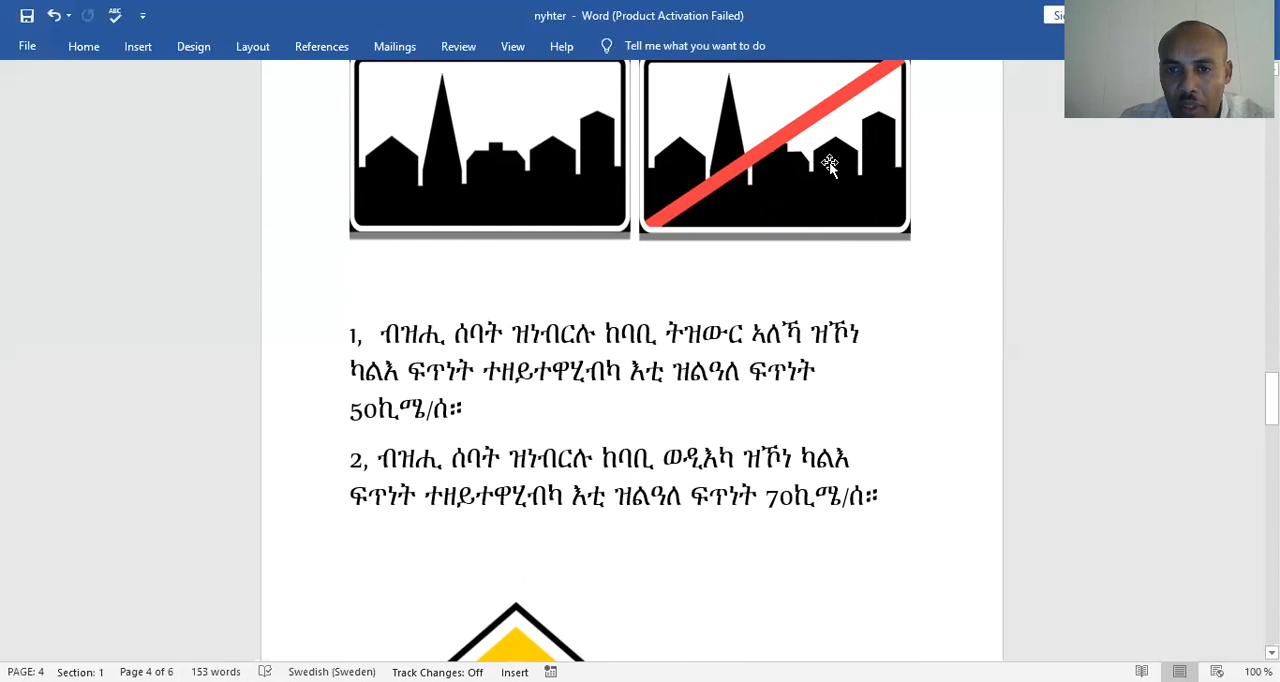 nyhter - Word (Product Activation Failed)
File Home Insert Design Layout References Mailings Review View Help Tell me what you want to do
1, ብዝሒ ሰባት ዝነብርሉ ከባቢ ትዝውር ኣለኻ ዝኾነ
ካልእ ፍጥነት ተዘይተዋሂብካ እቲ ዝልዓለ ፍጥነት
50ኪሜ/ሰ።
2, ብዝሒ ሰባት ዝነብርሉ ከባቢ ወዲእካ ዝኾነ ካልእ
ፍጥነት ተዘይተዋሂብካ እቲ ዝልዓለ ፍጥነት 70ኪሜ/ሰ።
PAGE: 4 Section: 1 Page 4 of 6 153 words Swedish (Sweden) Track Changes: Off Insert 100 %